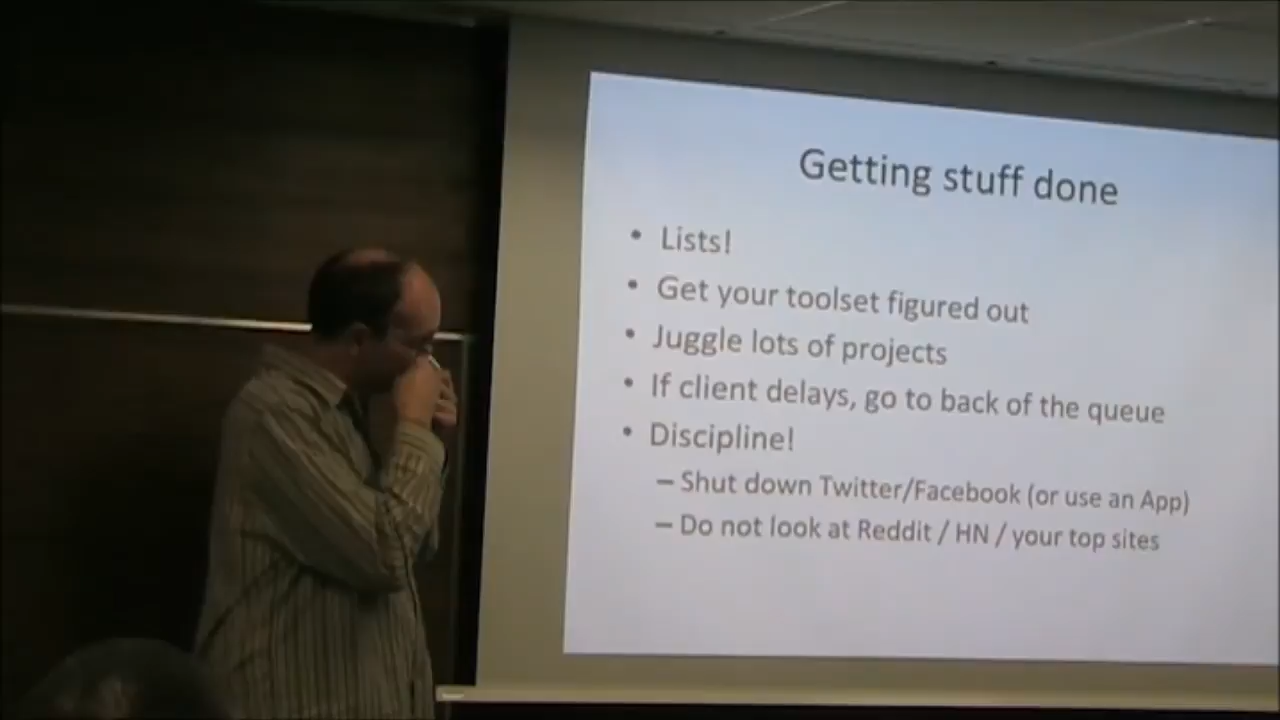 Getting stuff done
• Lists!
• Get your toolset figured out
• Juggle lots of projects
• If client delays, go to back of the queue
• Discipline!
– Shut down Twitter/Facebook (or use an App)
– Do not look at Reddit / HN / your top sites